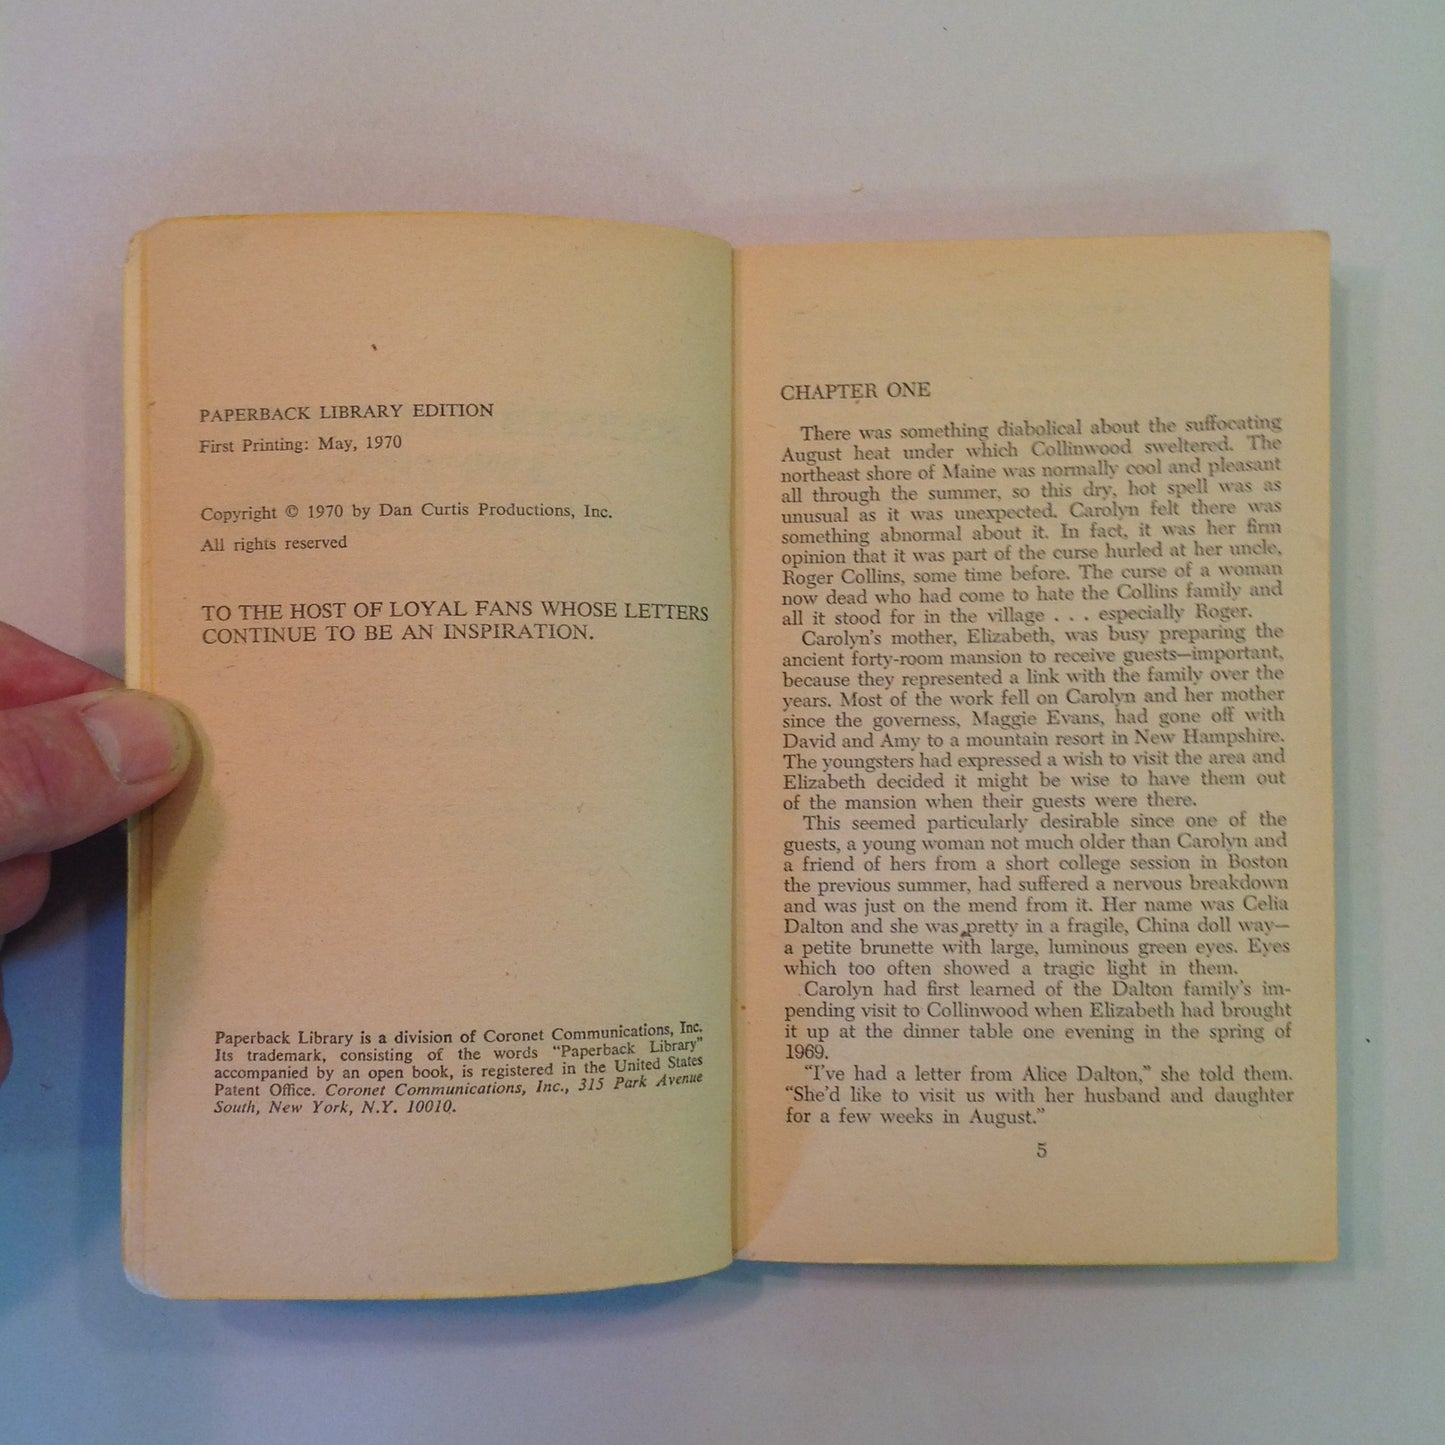 PAPERBACK LIBRARY EDITION
First Printing: May, 1970
Copyright © 1970 by Dan Curtis Productions, Inc.
All rights reserved
TO THE HOST OF LOYAL FANS WHOSE LETTERS
CONTINUE TO BE AN INSPIRATION.
Paperback Library is a division of Coronet Communications, Inc.
Its trademark, consisting of the words "Paperback Library"
accompanied by an open book, is registered in the United States
Patent Office. Coronet Communications, Inc., 315 Park Avenue
South, New York, N.Y. 10010.
CHAPTER ONE
There was something diabolical about the suffocating
August heat under which Collinwood sweltered. The
northeast shore of Maine was normally cool and pleasant
all through the summer, so this dry, hot spell was as
unusual as it was unexpected. Carolyn felt there was
something abnormal about it. In fact, it was her firm
opinion that it was part of the curse hurled at her uncle,
Roger Collins, some time before. The curse of a woman
now dead who had come to hate the Collins family and
all it stood for in the village . . . especially Roger.
Carolyn's mother, Elizabeth, was busy preparing the
ancient forty-room mansion to receive guests—important,
because they represented a link with the family over the
years. Most of the work fell on Carolyn and her mother
since the governess, Maggie Evans, had gone off with
David and Amy to a mountain resort in New Hampshire.
The youngsters had expressed a wish to visit the area and
Elizabeth decided it might be wise to have them out
of the mansion when their guests were there.
This seemed particularly desirable since one of the
guests, a young woman not much older than Carolyn and
a friend of hers from a short college session in Boston
the previous summer, had suffered a nervous breakdown
and was just on the mend from it. Her name was Celia
Dalton and she was pretty in a fragile, China doll way—
a petite brunette with large, luminous green eyes. Eyes
which too often showed a tragic light in them.
Carolyn had first learned of the Dalton family's im-
pending visit to Collinwood when Elizabeth had brought
it up at the dinner table one evening in the spring of
1969.
"I've had a letter from Alice Dalton," she told them.
"She'd like to visit us with her husband and daughter
for a few weeks in August."
5